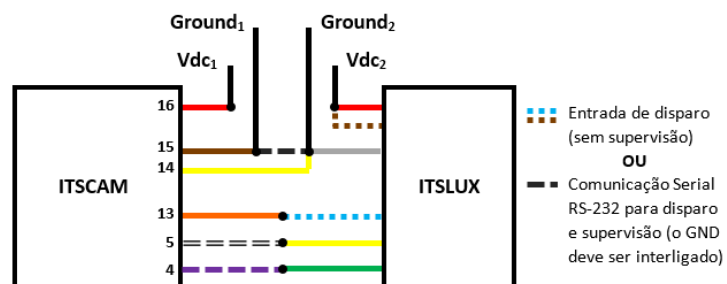 Ground₁
Ground₂
Vdc₁
Vdc₂
16
15
14
13
5
4
ITSCAM
ITSLUX
Entrada de disparo
(sem supervisão)
OU
Comunicação Serial
RS-232 para disparo
e supervisão (o GND
deve ser interligado)